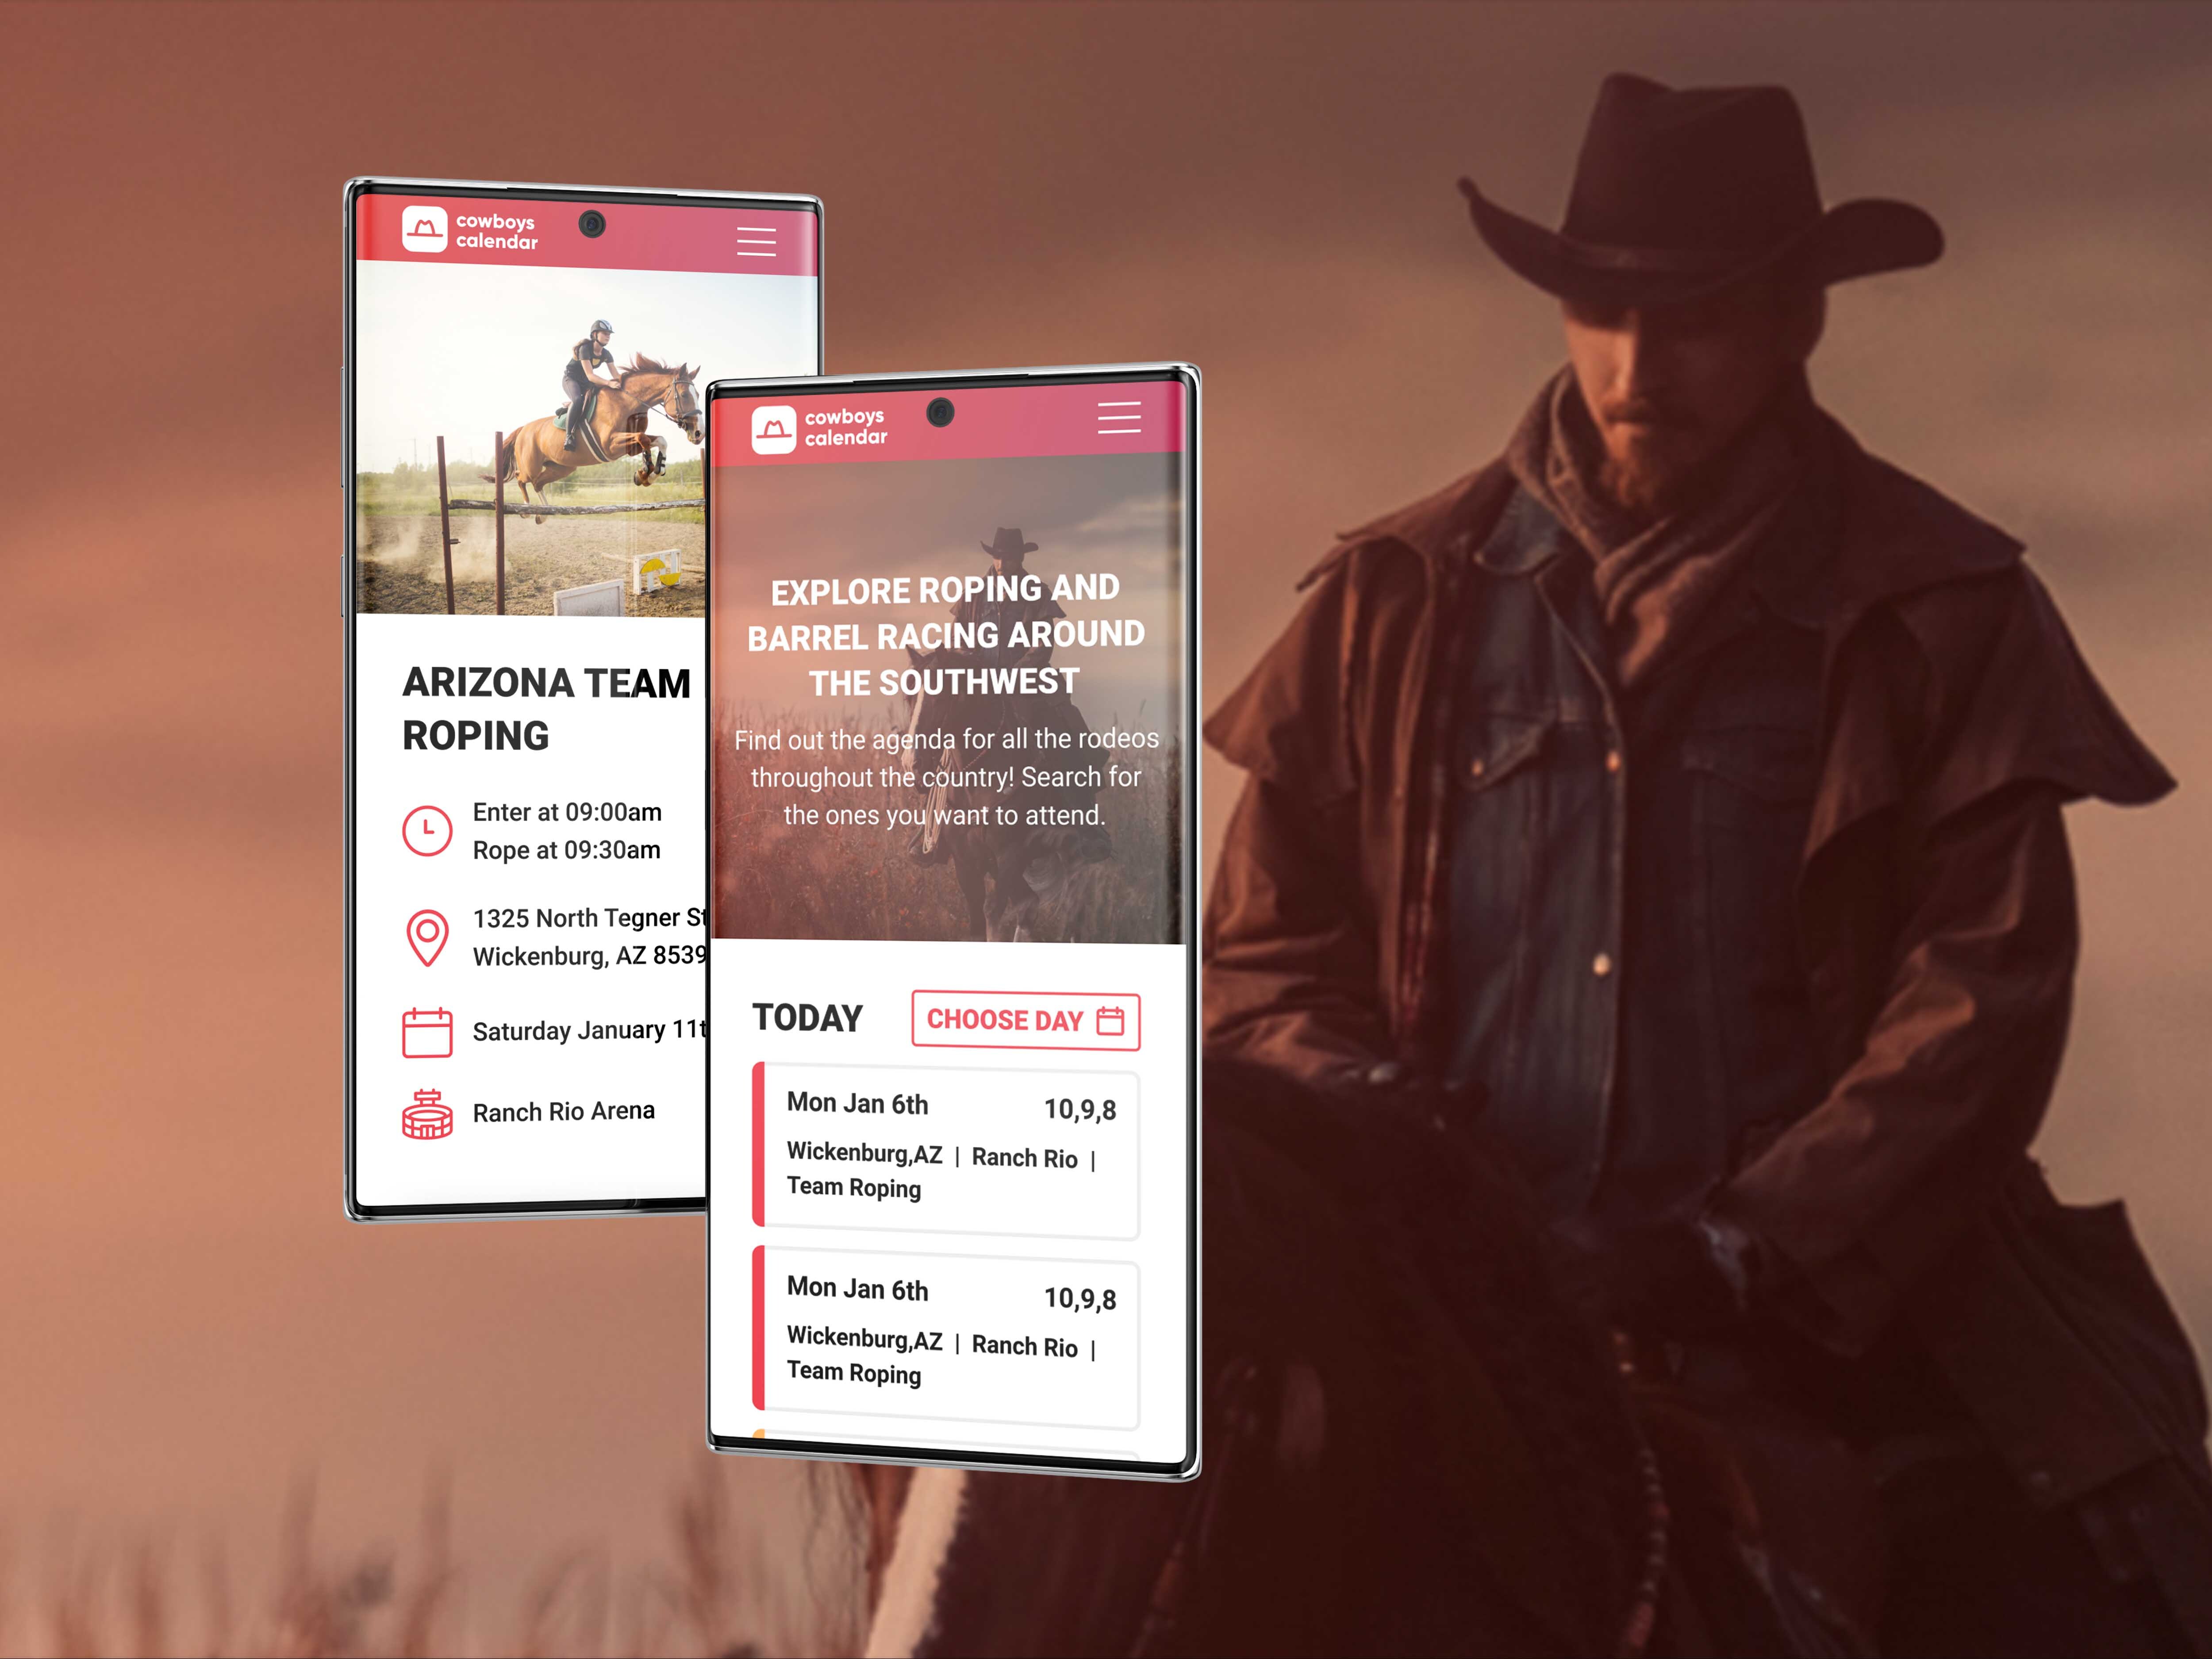 cowboys
calendar
ARIZONA TEAM
ROPING
Enter at 09:00am
Rope at 09:30am
1325 North Tegner St
Wickenburg, AZ 8539
Saturday January 11t
Ranch Rio Arena
cowboys
calendar
EXPLORE ROPING AND
BARREL RACING AROUND
THE SOUTHWEST
Find out the agenda for all the rodeos
throughout the country! Search for
the ones you want to attend.
TODAY
CHOOSE DAY
Mon Jan 6th 10,9,8
Wickenburg,AZ | Ranch Rio |
Team Roping
Mon Jan 6th 10,9,8
Wickenburg,AZ | Ranch Rio |
Team Roping